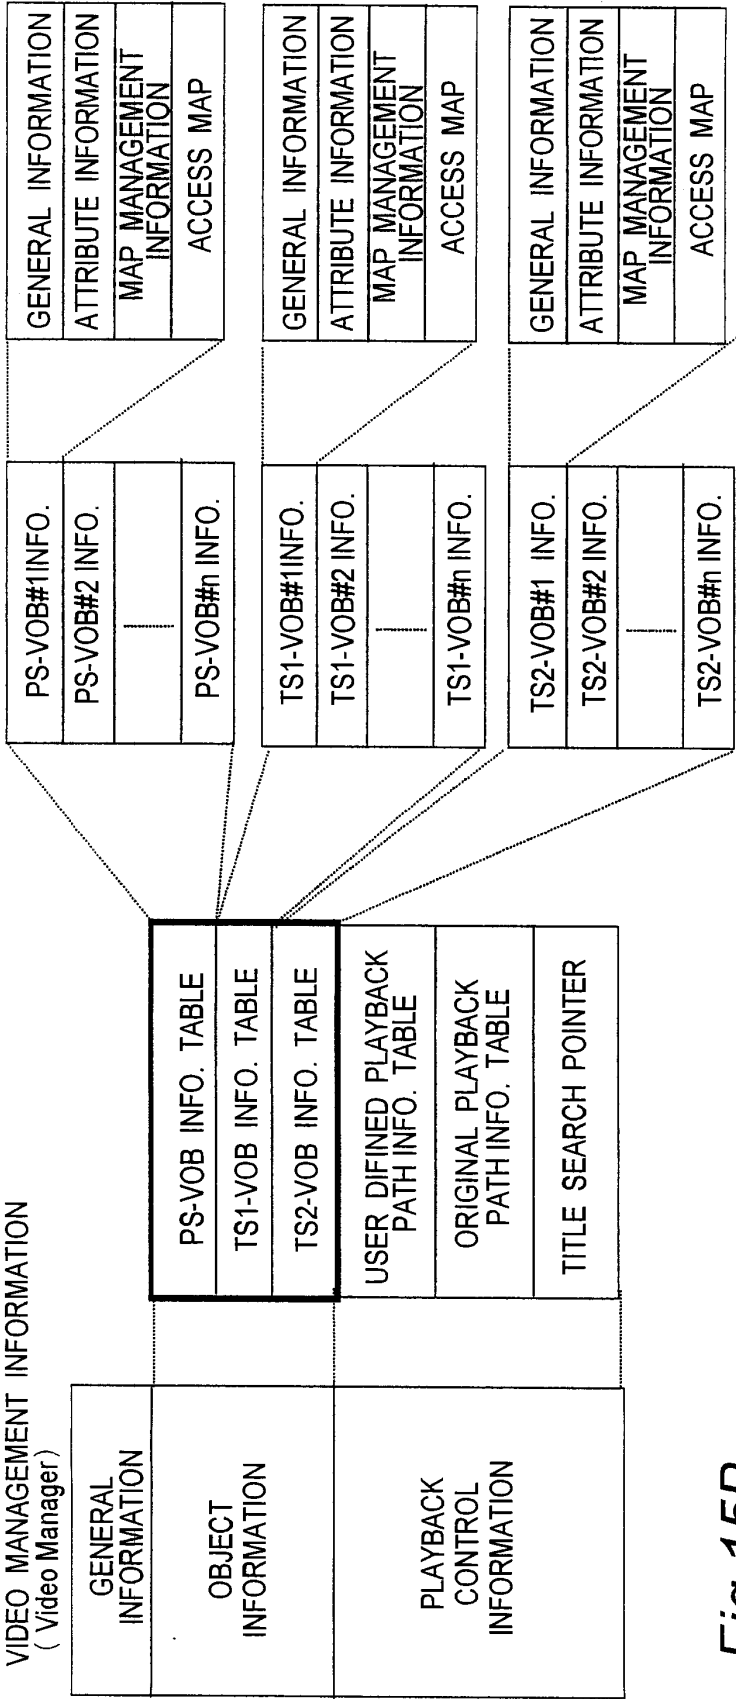 VIDEO MANAGEMENT INFORMATION
( Video Manager)
GENERAL
INFORMATION
OBJECT
INFORMATION
PLAYBACK
CONTROL
INFORMATION
PS-VOB INFO. TABLE
TS1-VOB INFO. TABLE
TS2-VOB INFO. TABLE
USER DIFINED PLAYBACK
PATH INFO. TABLE
ORIGINAL PLAYBACK
PATH INFO. TABLE
TITLE SEARCH POINTER
PS-VOB#1INFO.
PS-VOB#2 INFO.
PS-VOB#n INFO.
TS1-VOB#1INFO.
TS1-VOB#2 INFO.
TS1-VOB#n INFO.
TS2-VOB#1 INFO.
TS2-VOB#2 INFO.
TS2-VOB#n INFO.
GENERAL INFORMATION
ATTRIBUTE INFORMATION
MAP MANAGEMENT
INFORMATION
ACCESS MAP
GENERAL INFORMATION
ATTRIBUTE INFORMATION
MAP MANAGEMENT
INFORMATION
ACCESS MAP
GENERAL INFORMATION
ATTRIBUTE INFORMATION
MAP MANAGEMENT
INFORMATION
ACCESS MAP